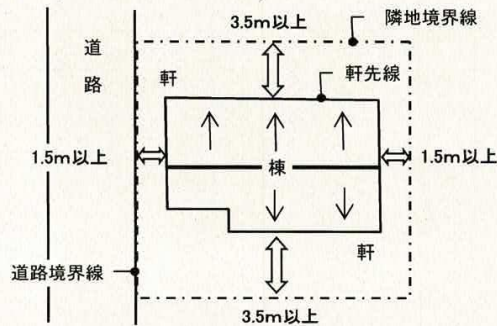 3.5m以上
隣地境界線
道
路
軒
軒先線
1.5m以上
棟
1.5m以上
軒
道路境界線
3.5m以上